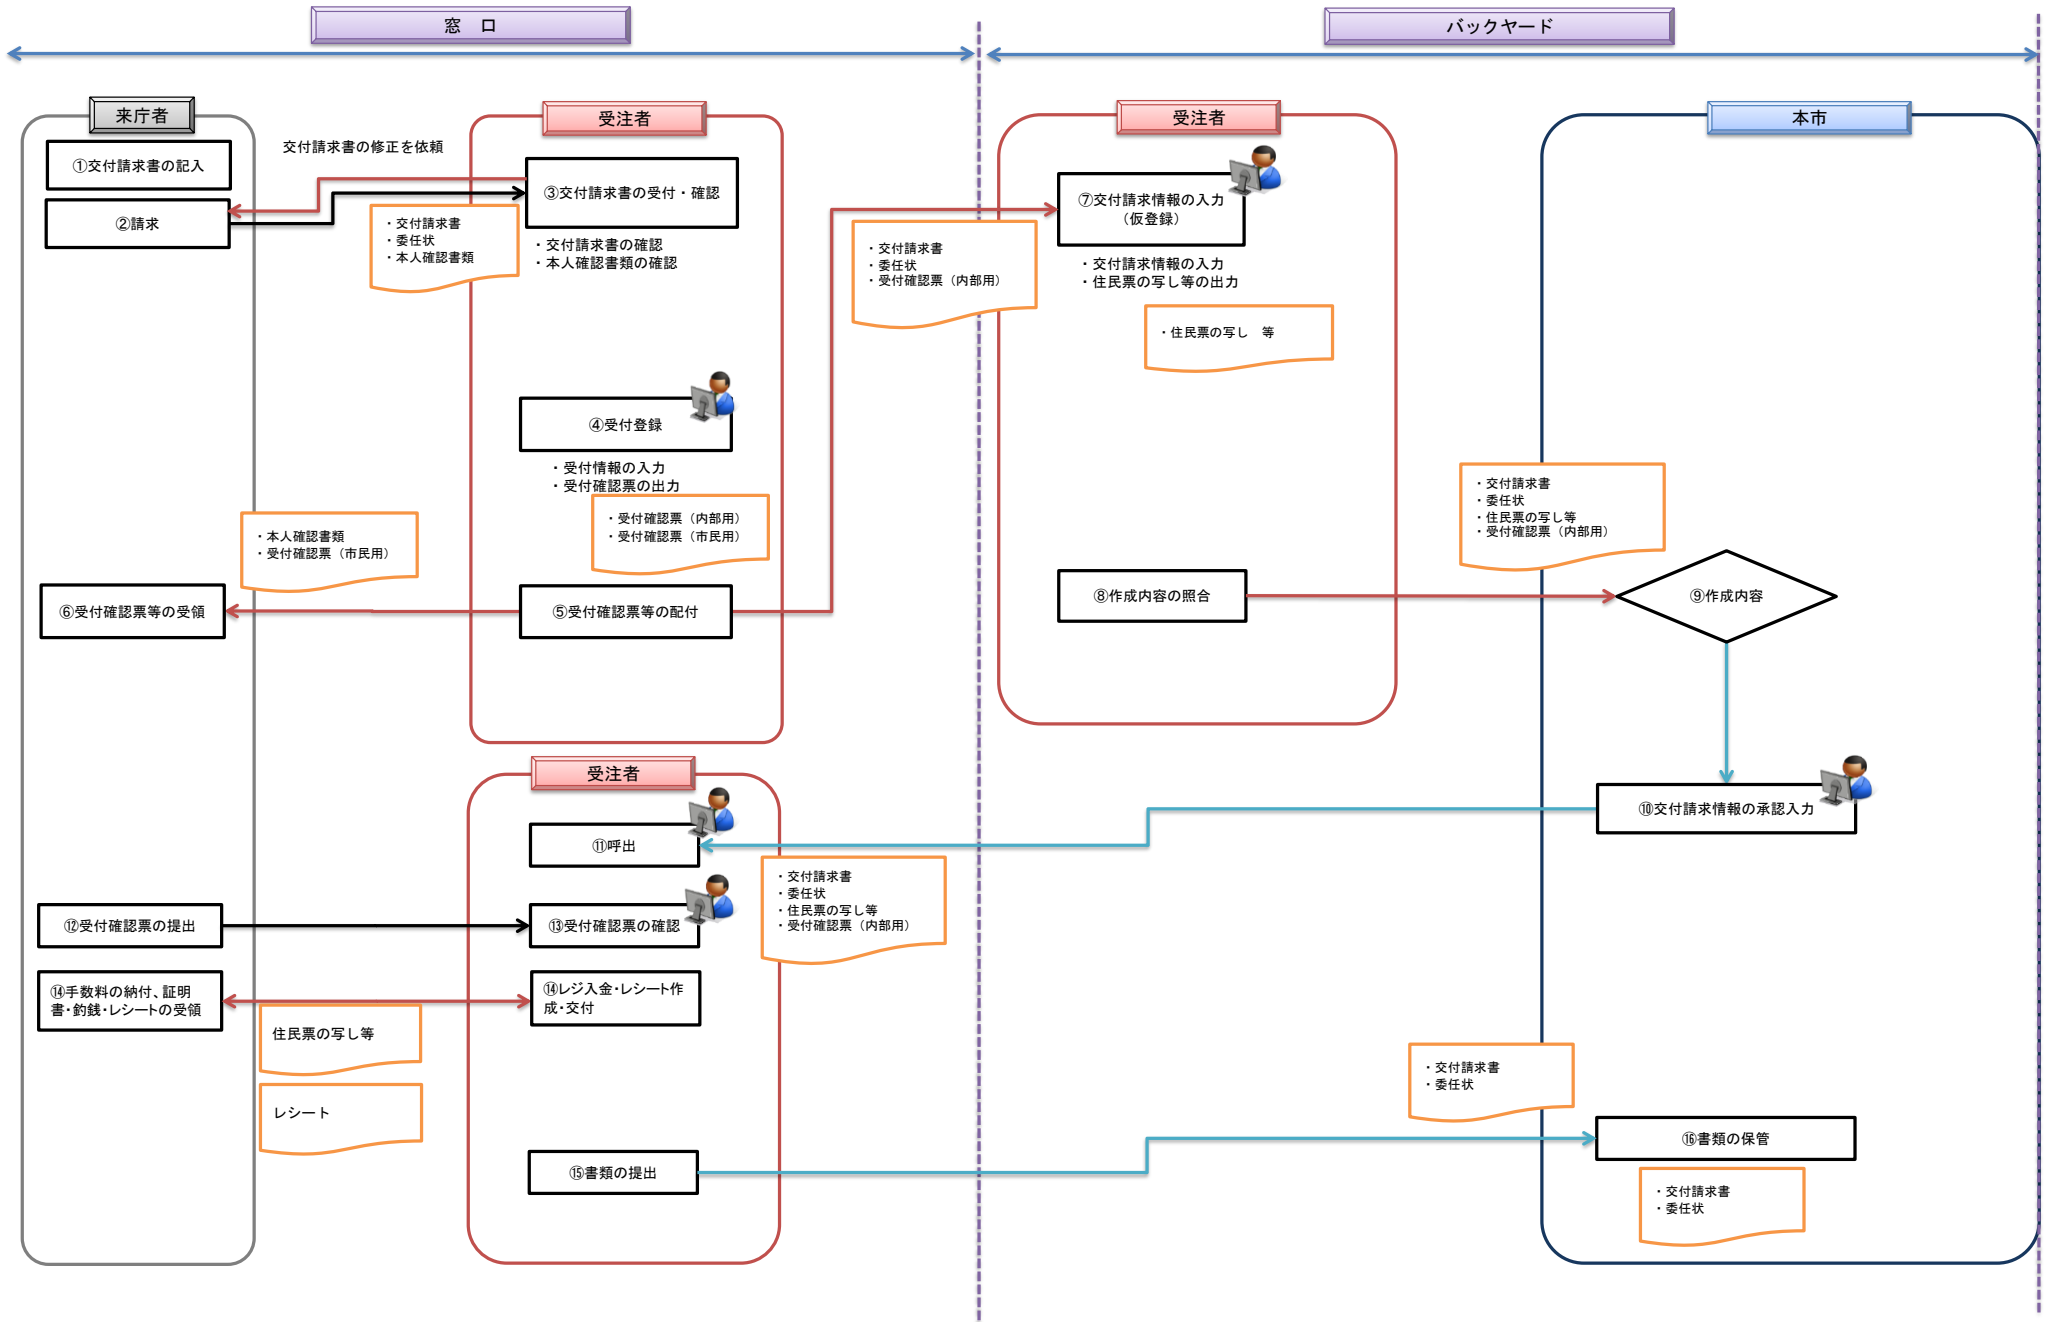 窓　口
バックヤード
来庁者
受注者
受注者
本市
①交付請求書の記入
交付請求書の修正を依頼
②請求
③交付請求書の受付・確認
・交付請求書
・委任状
・本人確認書類
・交付請求書の確認
・本人確認書類の確認
・交付請求書
・委任状
・受付確認票（内部用）
⑦交付請求情報の入力
（仮登録）
・交付請求情報の入力
・住民票の写し等の出力
・住民票の写し　等
④受付登録
・受付情報の入力
・受付確認票の出力
・受付確認票（内部用）
・受付確認票（市民用）
・本人確認書類
・受付確認票（市民用）
⑥受付確認票等の受領
⑤受付確認票等の配付
⑧作成内容の照合
・交付請求書
・委任状
・住民票の写し等
・受付確認票（内部用）
⑨作成内容
受注者
⑩交付請求情報の承認入力
⑪呼出
・交付請求書
・委任状
・住民票の写し等
・受付確認票（内部用）
⑫受付確認票の提出
⑬受付確認票の確認
⑭手数料の納付、証明
書・釣銭・レシートの受領
⑭レジ入金・レシート作
成・交付
住民票の写し等
レシート
・交付請求書
・委任状
⑮書類の提出
⑯書類の保管
・交付請求書
・委任状